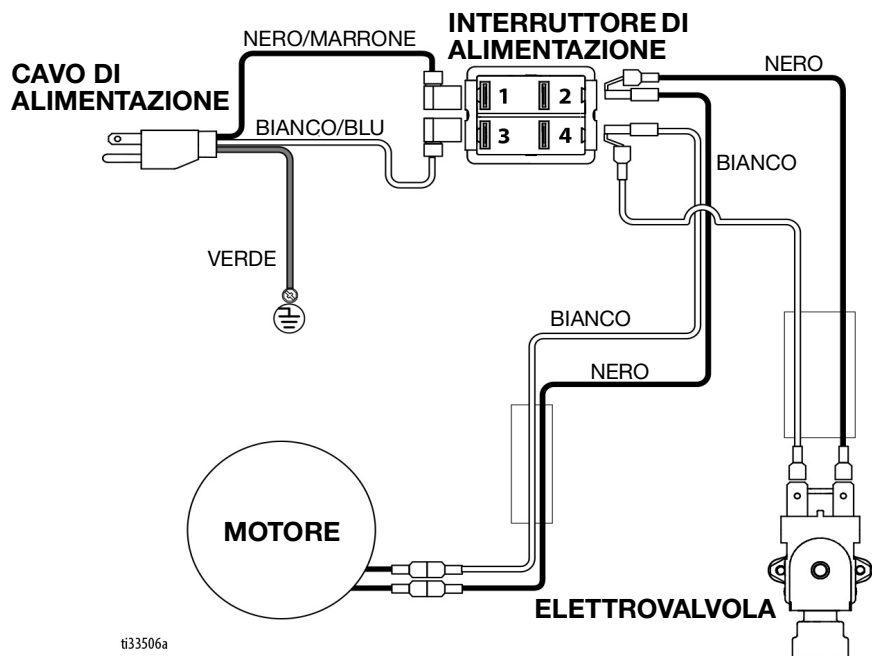 INTERRUTTORE DI
ALIMENTAZIONE
NERO/MARRONE
NERO
CAVO DI
ALIMENTAZIONE
1 2
3 4
BIANCO/BLU
BIANCO
VERDE
BIANCO
NERO
MOTORE
ELETTROVALVOLA
ti33506a